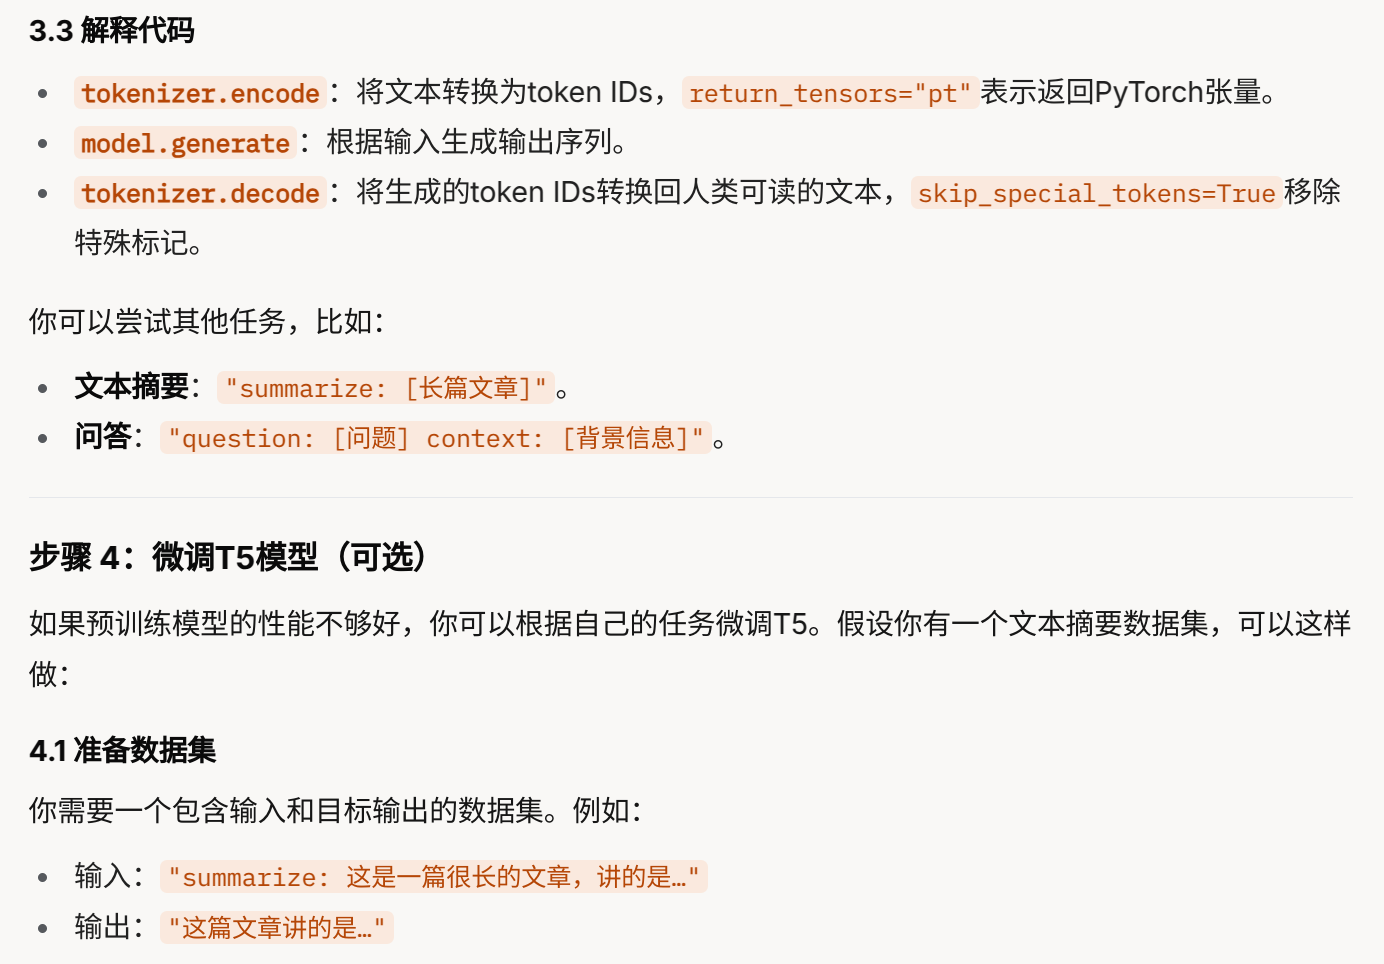 3.3 解释代码
tokenizer.encode：将文本转换为token IDs，return_tensors="pt"表示返回PyTorch张量。
model.generate：根据输入生成输出序列。
tokenizer.decode：将生成的token IDs转换回人类可读的文本，skip_special_tokens=True移除
特殊标记。
你可以尝试其他任务，比如：
文本摘要："summarize: [长篇文章]"。
问答："question: [问题] context: [背景信息]"。
步骤 4：微调T5模型（可选）
如果预训练模型的性能不够好，你可以根据自己的任务微调T5。假设你有一个文本摘要数据集，可以这样
做：
4.1 准备数据集
你需要一个包含输入和目标输出的数据集。例如：
输入："summarize: 这是一篇很长的文章，讲的是…"
输出："这篇文章讲的是…"